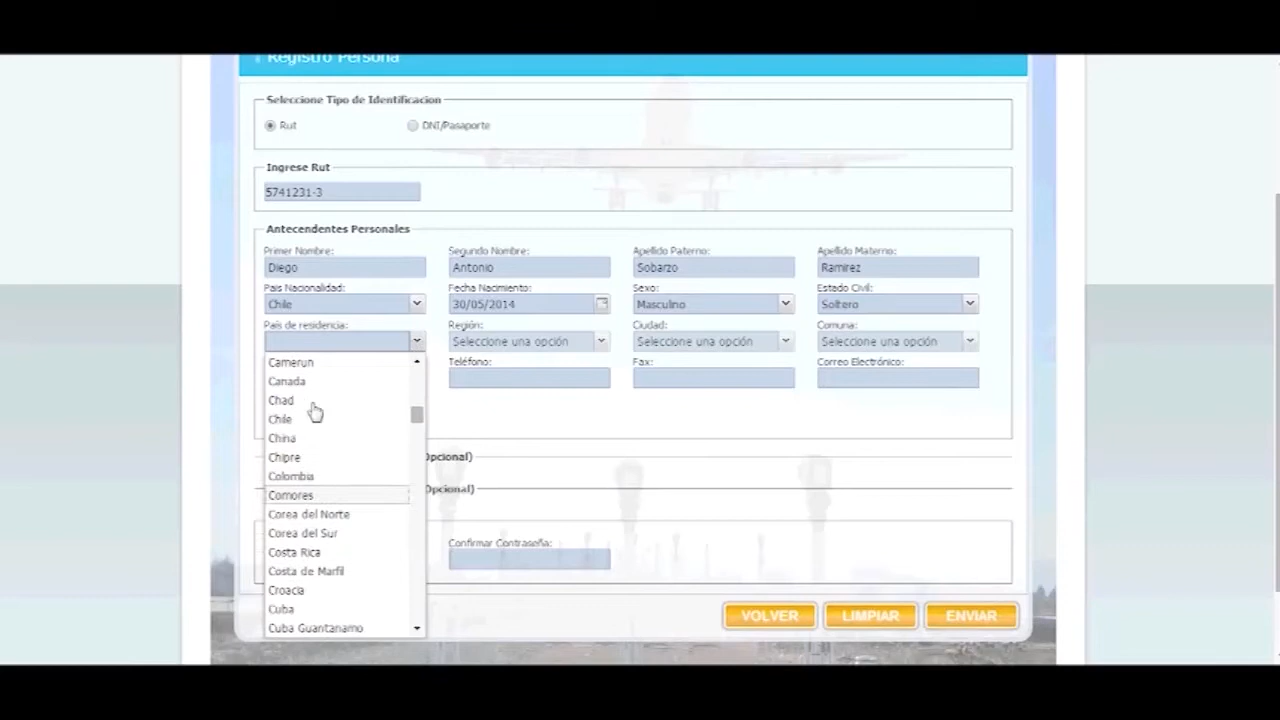 Registro Persona
Seleccione Tipo de Identificacion
Rut DNI/Pasaporte
Ingrese Rut
5741231-3
Antecendentes Personales
Primer Nombre: Segundo Nombre: Apellido Paterno: Apellido Materno:
Diego Antonio Sobarzo Ramirez
Pais Nacionalidad: Fecha Nacimiento: Sexo: Estado Civil:
Chile 30/05/2014 Masculino Soltero
Pais de residencia: Región: Ciudad: Comuna:
Seleccione una opción Seleccione una opción Seleccione una opción
Teléfono: Fax: Correo Electrónico:
Camerun
Canada
Chad
Chile
China
Chipre
Colombia
Comores
Corea del Norte
Corea del Sur
Costa Rica
Costa de Marfil
Croacia
Cuba
Cuba Guantanamo
Opcional)
Opcional)
Confirmar Contraseña:
VOLVER LIMPIAR ENVIAR